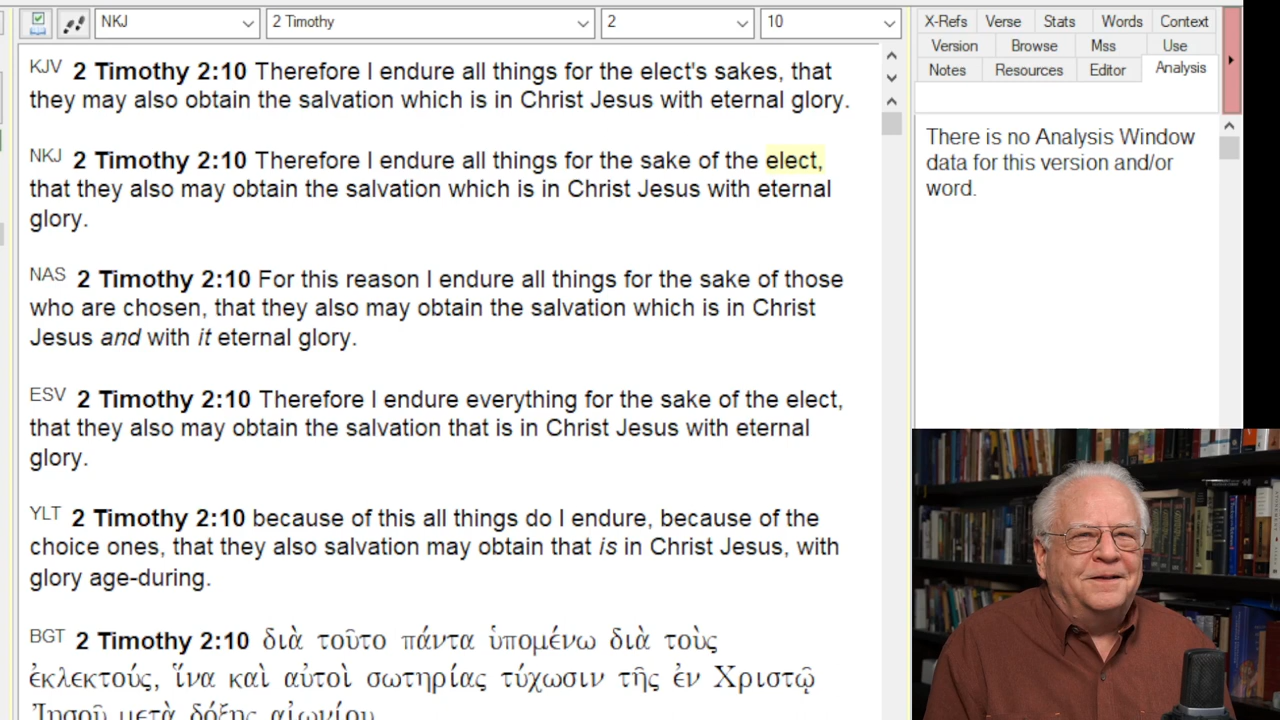 NKJ 2 Timothy 2 10
KJV 2 Timothy 2:10 Therefore I endure all things for the elect's sakes, that
they may also obtain the salvation which is in Christ Jesus with eternal glory.
NKJ 2 Timothy 2:10 Therefore I endure all things for the sake of the elect,
that they also may obtain the salvation which is in Christ Jesus with eternal
glory.
NAS 2 Timothy 2:10 For this reason I endure all things for the sake of those
who are chosen, that they also may obtain the salvation which is in Christ
Jesus and with it eternal glory.
ESV 2 Timothy 2:10 Therefore I endure everything for the sake of the elect,
that they also may obtain the salvation that is in Christ Jesus with eternal
glory.
YLT 2 Timothy 2:10 because of this all things do I endure, because of the
choice ones, that they also salvation may obtain that is in Christ Jesus, with
glory age-during.
BGT 2 Timothy 2:10 διὰ τοῦτο πάντα ὑπομένω διὰ τοὺς
ἐκλεκτούς, ἵνα καὶ αὐτοὶ σωτηρίας τύχωσιν τῆς ἐν Χριστῷ
Ἰησοῦ μετὰ δόξης αἰωνίου
X-Refs Verse Stats Words Context
Version Browse Mss Use
Notes Resources Editor Analysis
There is no Analysis Window
data for this version and/or
word.